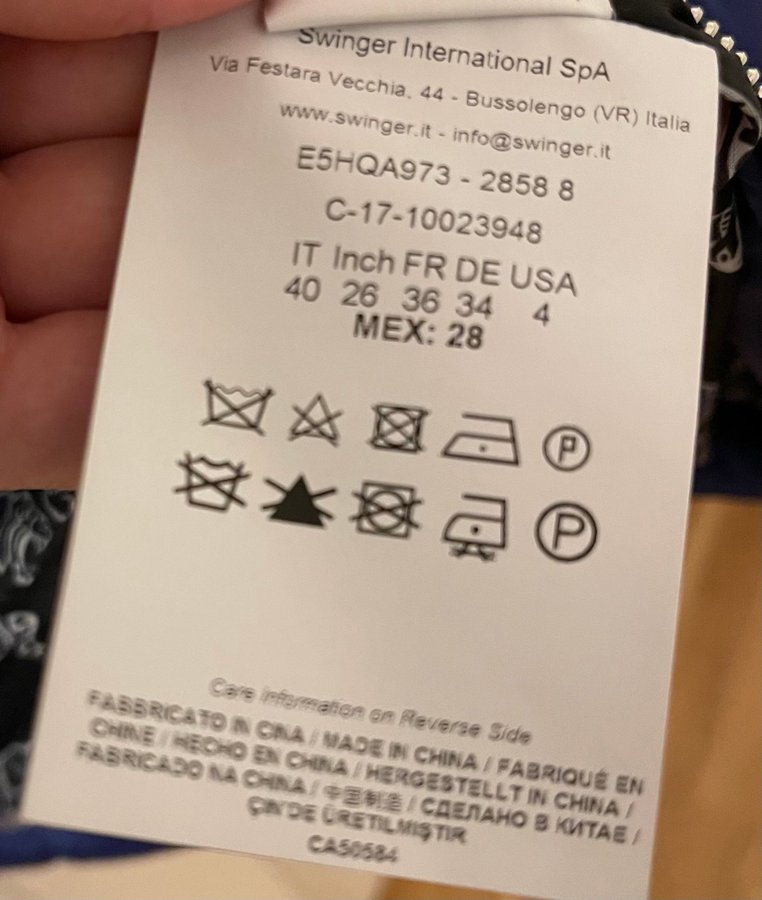 Swinger International SpA
Via Festara Vecchia, 44 - Bussolengo (VR) Italia
www.swinger.it - info@swinger.it
E5HQA973 - 2858 8
C-17-10023948
IT Inch FR DE USA
40 26 36 34 4
MEX: 28
P
P
Care Information on Reverse Side
FABBRICATO IN CINA / MADE IN CHINA / FABRIQUÉ EN
CHINE / HECHO EN CHINA / HERGESTELLT IN CHINA /
FABRICADO NA CHINA / 中国制造 / СДЕЛАНО В КИТАЕ /
ÇİN'DE ÜRETILMIŞTIR
CA50584